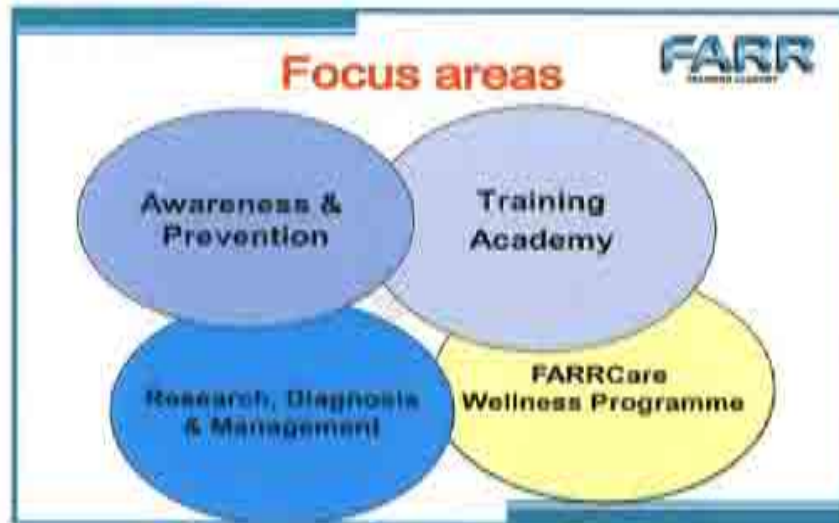 Focus areas
FARR
Awareness &
Prevention
Training
Academy
Research, Diagnosis
& Management
FARRCare
Wellness Programme